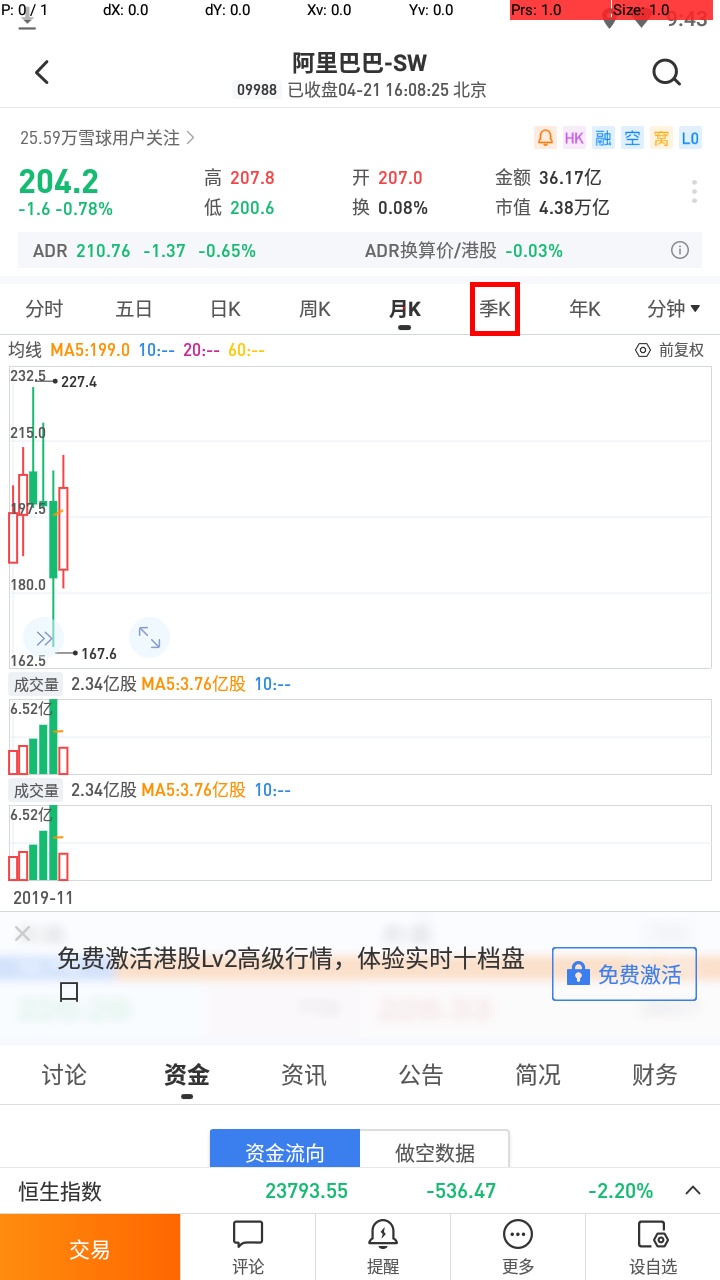 P: 0 / 1 dX: 0.0 dY: 0.0 Xv: 0.0 Yv: 0.0 Prs: 1.0 Size: 1.0
9:43
阿里巴巴-SW
09988 已收盘04-21 16:08:25 北京
25.59万雪球用户关注 HK 融 空 窝 L0
204.2 高 207.8 开 207.0 金额 36.17亿
-1.6 -0.78% 低 200.6 换 0.08% 市值 4.38万亿
ADR 210.76 -1.37 -0.65% ADR换算价/港股 -0.03%
分时 五日 日K 周K 月K 季K 年K 分钟
均线 MA5:199.0 10:-- 20:-- 60:-- 前复权
232.5 227.4
215.0
197.5
180.0
167.6
162.5
成交量 2.34亿股 MA5:3.76亿股 10:--
6.52亿
成交量 2.34亿股 MA5:3.76亿股 10:--
6.52亿
2019-11
免费激活港股Lv2高级行情，体验实时十档盘
口
免费激活
讨论 资金 资讯 公告 简况 财务
资金流向 做空数据
恒生指数 23793.55 -536.47 -2.20%
交易 评论 提醒 更多 设自选